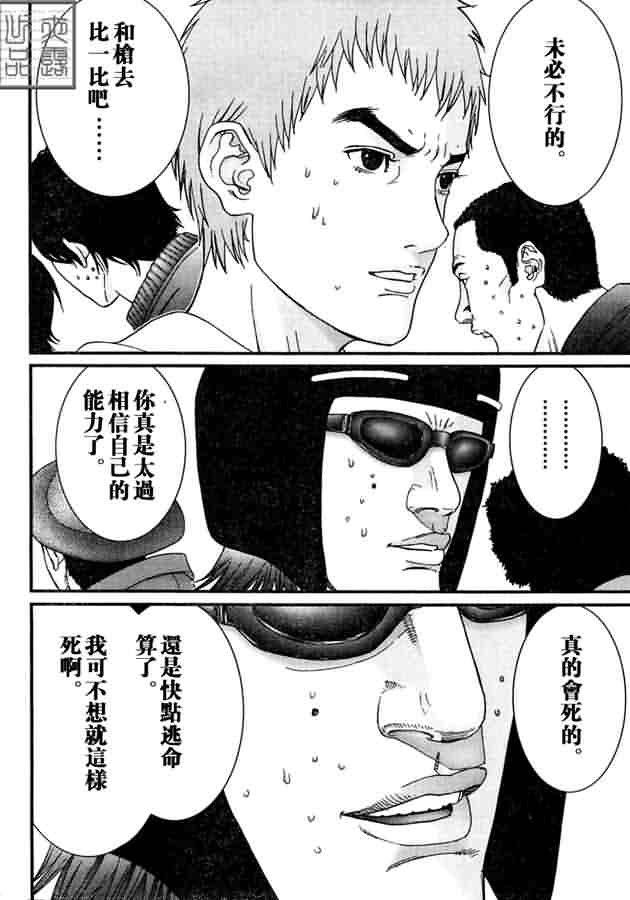 未必不行的。
和槍去
比一比吧……
………
你真是太過
相信自己的
能力了。
真的會死的。
還是快點逃命
算了。
我可不想就這樣
死啊。